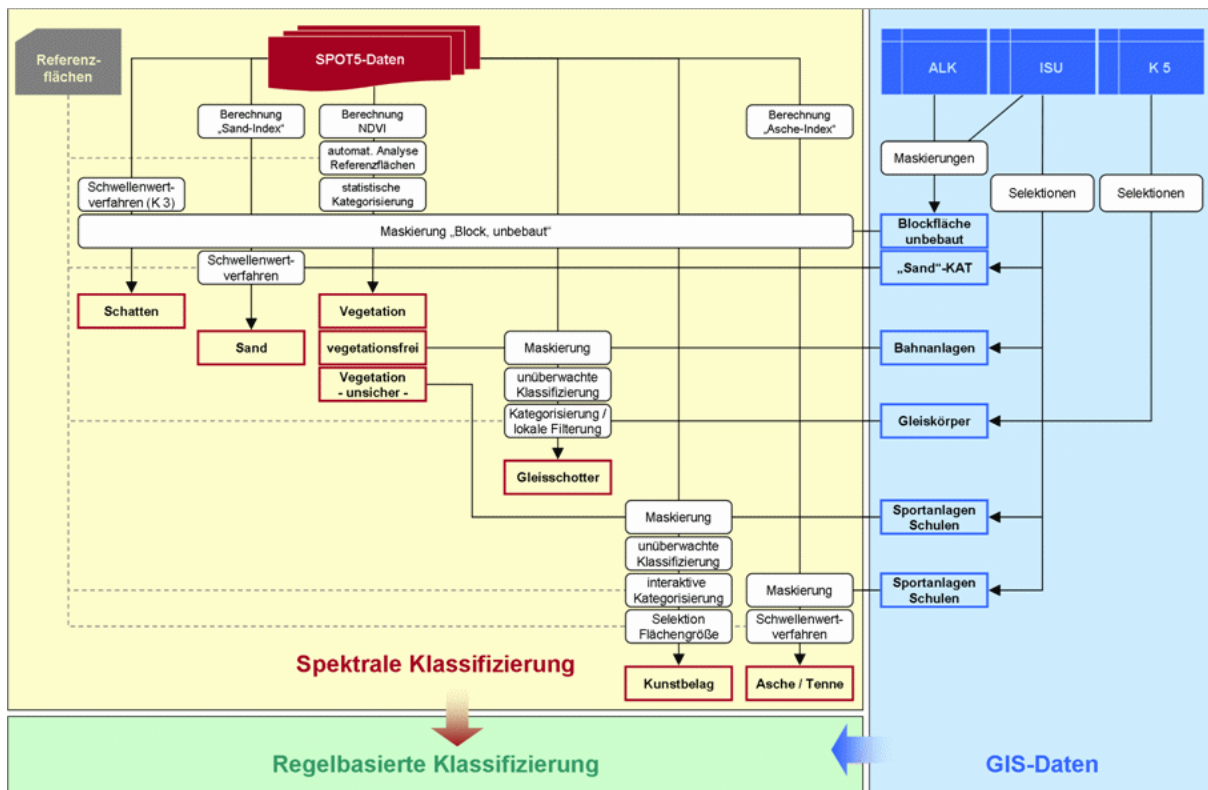 Referenz-
flächen
SPOT5-Daten
ALK
ISU
K 5
Berechnung
„Sand-Index“
Berechnung
NDVI
Berechnung
„Asche-Index“
automat. Analyse
Referenzflächen
Maskierungen
Schwellenwert-
verfahren (K 3)
statistische
Kategorisierung
Selektionen
Selektionen
Maskierung „Block, unbebaut“
Blockfläche
unbebaut
Schwellenwert-
verfahren
„Sand“-KAT
Schatten
Vegetation
Sand
vegetationsfrei
Maskierung
Bahnanlagen
Vegetation
- unsicher -
unüberwachte
Klassifizierung
Kategorisierung /
lokale Filterung
Gleiskörper
Gleisschotter
Maskierung
Sportanlagen
Schulen
unüberwachte
Klassifizierung
interaktive
Kategorisierung
Maskierung
Sportanlagen
Schulen
Selektion
Flächengröße
Schwellenwert-
verfahren
Spektrale Klassifizierung
Kunstbelag
Asche / Tenne
Regelbasierte Klassifizierung
GIS-Daten